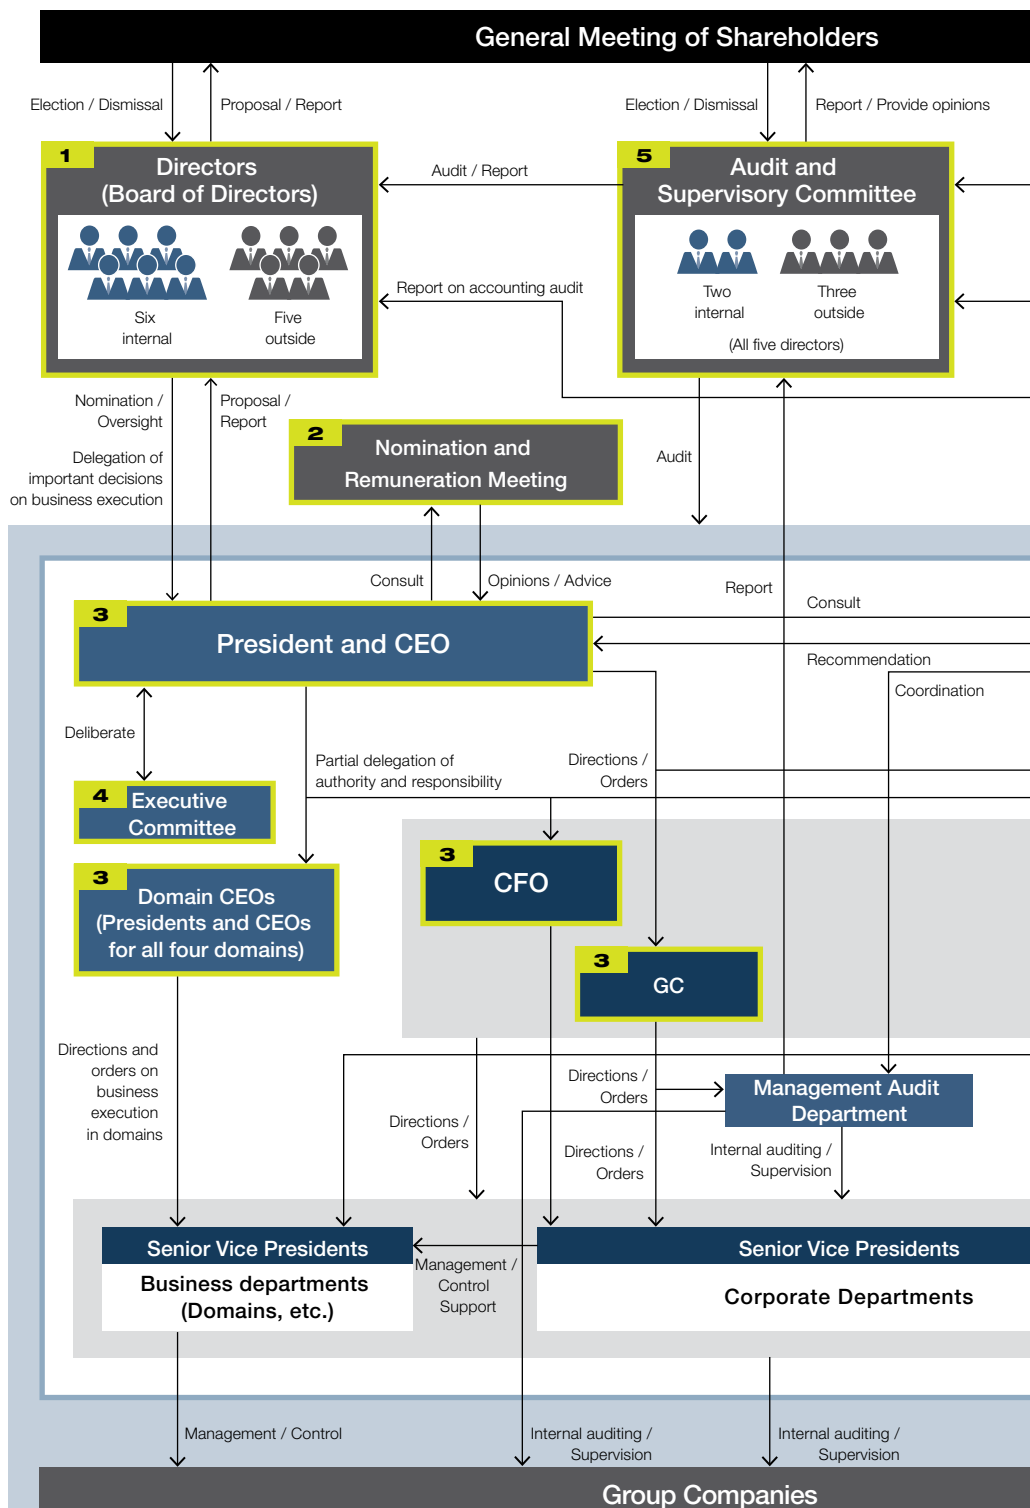 General Meeting of Shareholders
Election / Dismissal
Proposal / Report
Election / Dismissal
Report / Provide opinions
1
Directors
(Board of Directors)
Six
internal
Five
outside
Audit / Report
5
Audit and
Supervisory Committee
Two
internal
Three
outside
(All five directors)
Report on accounting audit
Nomination /
Oversight
Delegation of
important decisions
on business execution
Proposal /
Report
2
Nomination and
Remuneration Meeting
Audit
Consult
Opinions / Advice
Report
Consult
3
President and CEO
Recommendation
Coordination
Deliberate
Partial delegation of
authority and responsibility
Directions /
Orders
4
Executive
Committee
3
Domain CEOs
(Presidents and CEOs
for all four domains)
3
CFO
3
GC
Directions and
orders on
business
execution
in domains
Directions /
Orders
Directions /
Orders
Management Audit
Department
Directions /
Orders
Internal auditing /
Supervision
Senior Vice Presidents
Business departments
(Domains, etc.)
Management /
Control
Support
Senior Vice Presidents
Corporate Departments
Management / Control
Internal auditing /
Supervision
Internal auditing /
Supervision
Group Companies